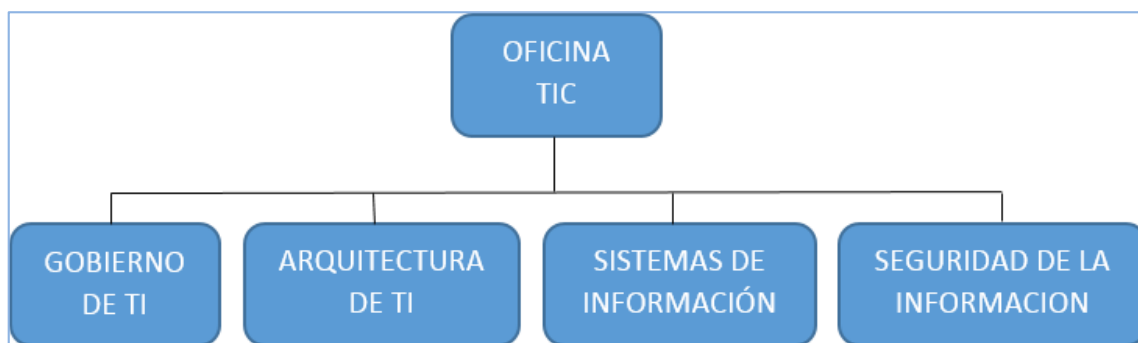 OFICINA
TIC
GOBIERNO
DE TI
ARQUITECTURA
DE TI
SISTEMAS DE
INFORMACIÓN
SEGURIDAD DE LA
INFORMACION